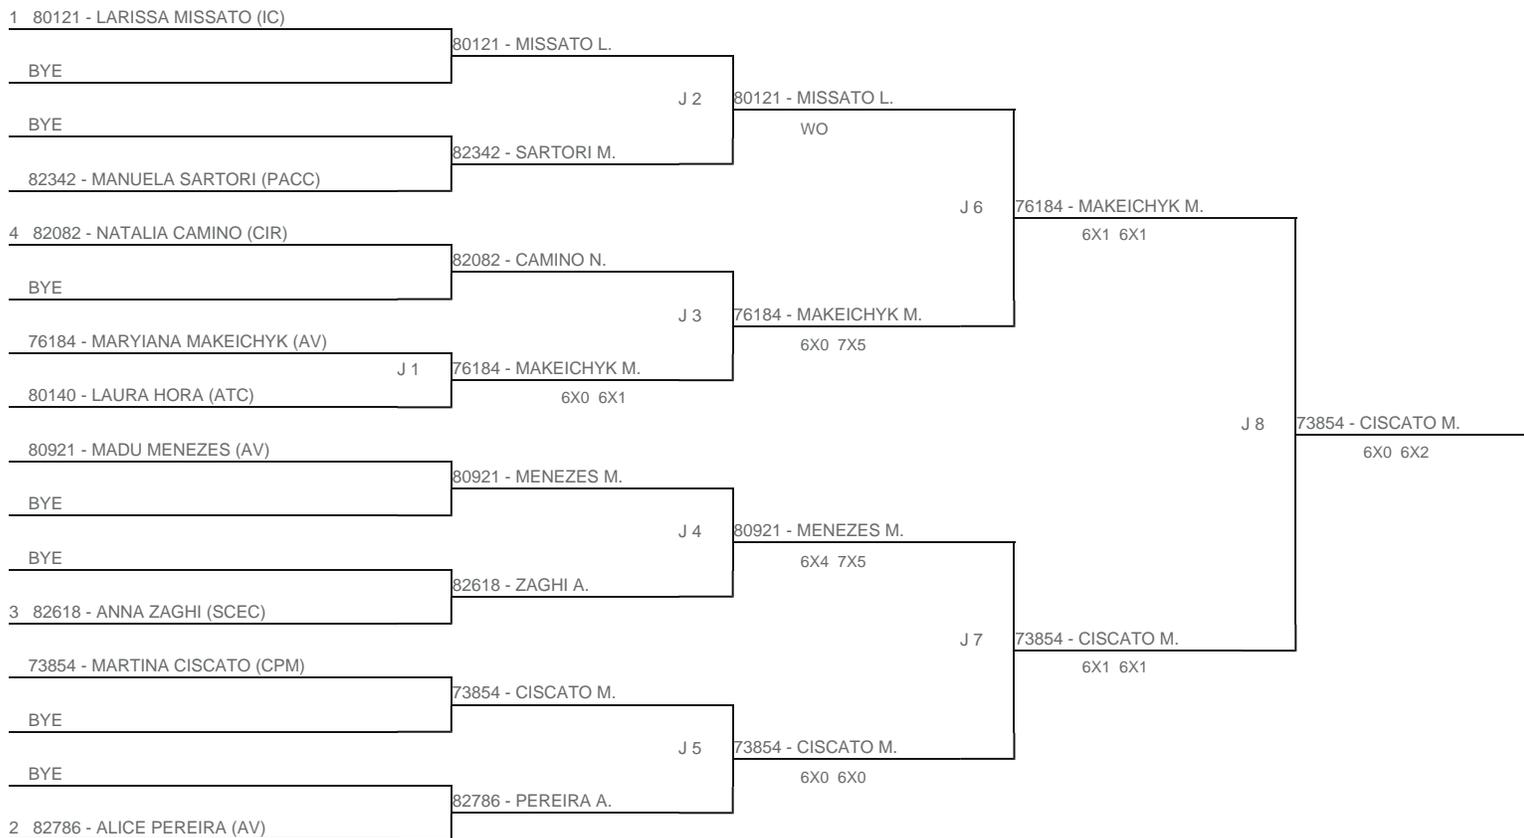 1 80121 - LARISSA MISSATO (IC)
80121 - MISSATO L.
BYE
J 2
80121 - MISSATO L.
WO
BYE
82342 - SARTORI M.
82342 - MANUELA SARTORI (PACC)
J 6
76184 - MAKEICHYK M.
6X1 6X1
4 82082 - NATALIA CAMINO (CIR)
82082 - CAMINO N.
BYE
J 3
76184 - MAKEICHYK M.
6X0 7X5
76184 - MARYIANA MAKEICHYK (AV)
J 1
76184 - MAKEICHYK M.
6X0 6X1
80140 - LAURA HORA (ATC)
J 8
73854 - CISCATO M.
6X0 6X2
80921 - MADU MENEZES (AV)
80921 - MENEZES M.
BYE
J 4
80921 - MENEZES M.
6X4 7X5
BYE
82618 - ZAGHI A.
3 82618 - ANNA ZAGHI (SCEC)
J 7
73854 - CISCATO M.
6X1 6X1
73854 - MARTINA CISCATO (CPM)
73854 - CISCATO M.
BYE
J 5
73854 - CISCATO M.
6X0 6X0
BYE
82786 - PEREIRA A.
2 82786 - ALICE PEREIRA (AV)